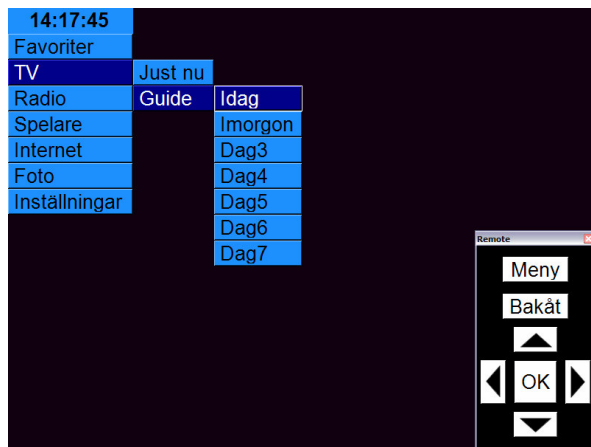 14:17:45
Favoriter
TV Just nu
Radio Guide Idag
Spelare Imorgon
Internet Dag3
Foto Dag4
Inställningar Dag5
Dag6
Dag7
Remote
Meny
Bakåt
OK